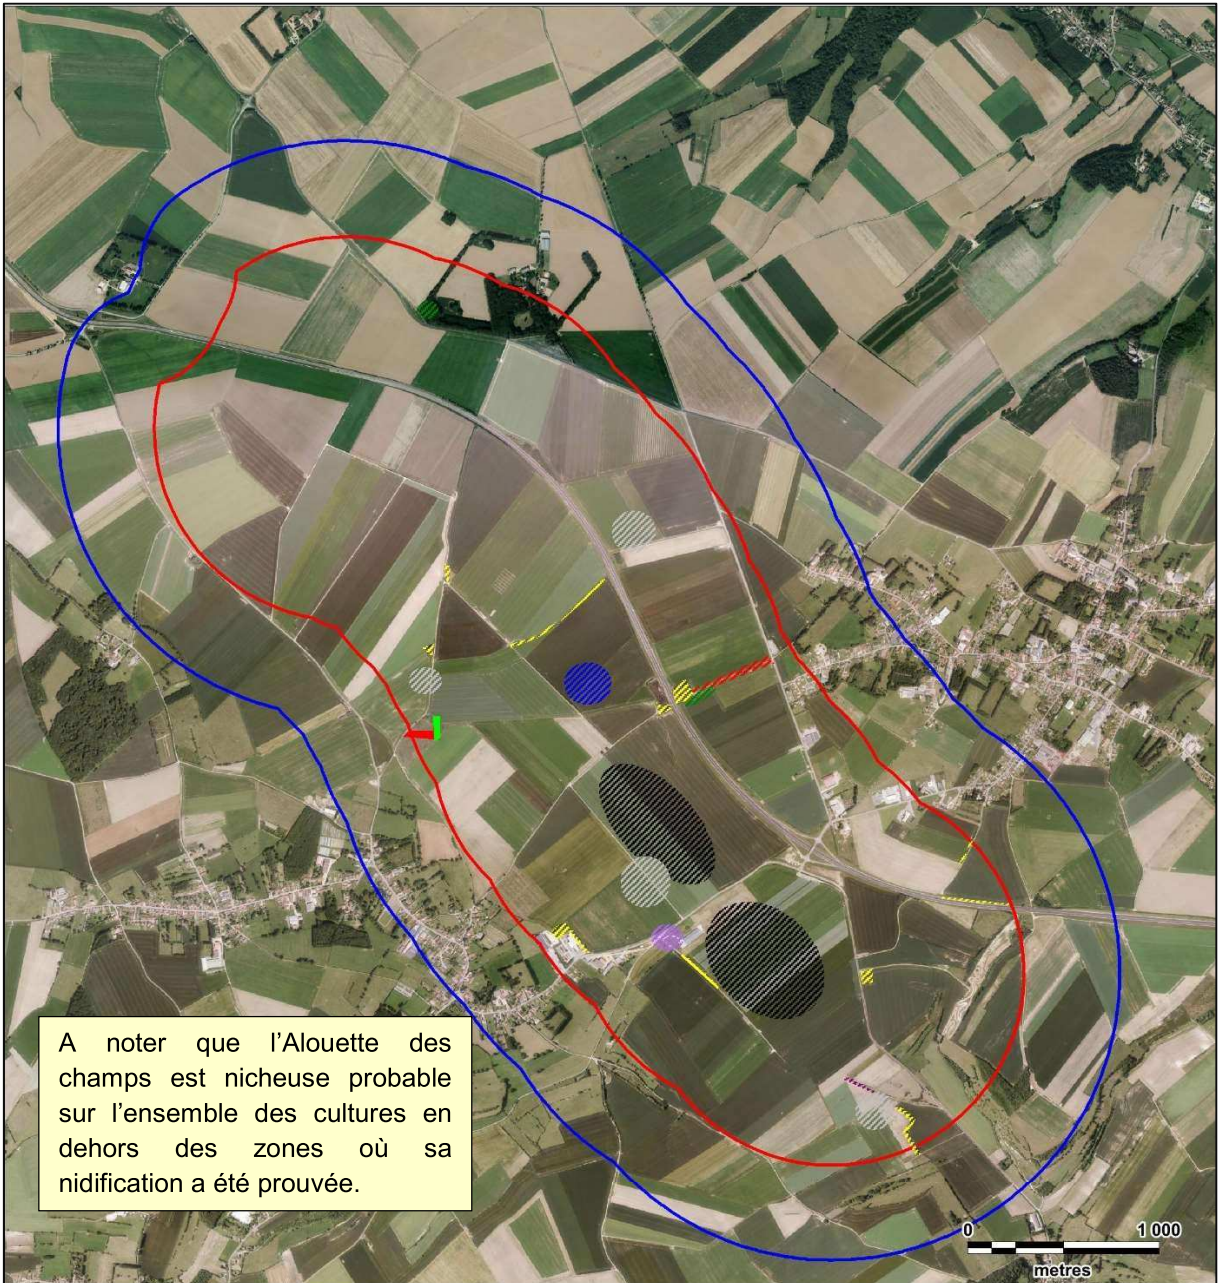 A noter que l'Alouette des
champs est nicheuse probable
sur l'ensemble des cultures en
dehors des zones où sa
nidification a été prouvée.
0 1 000
metres